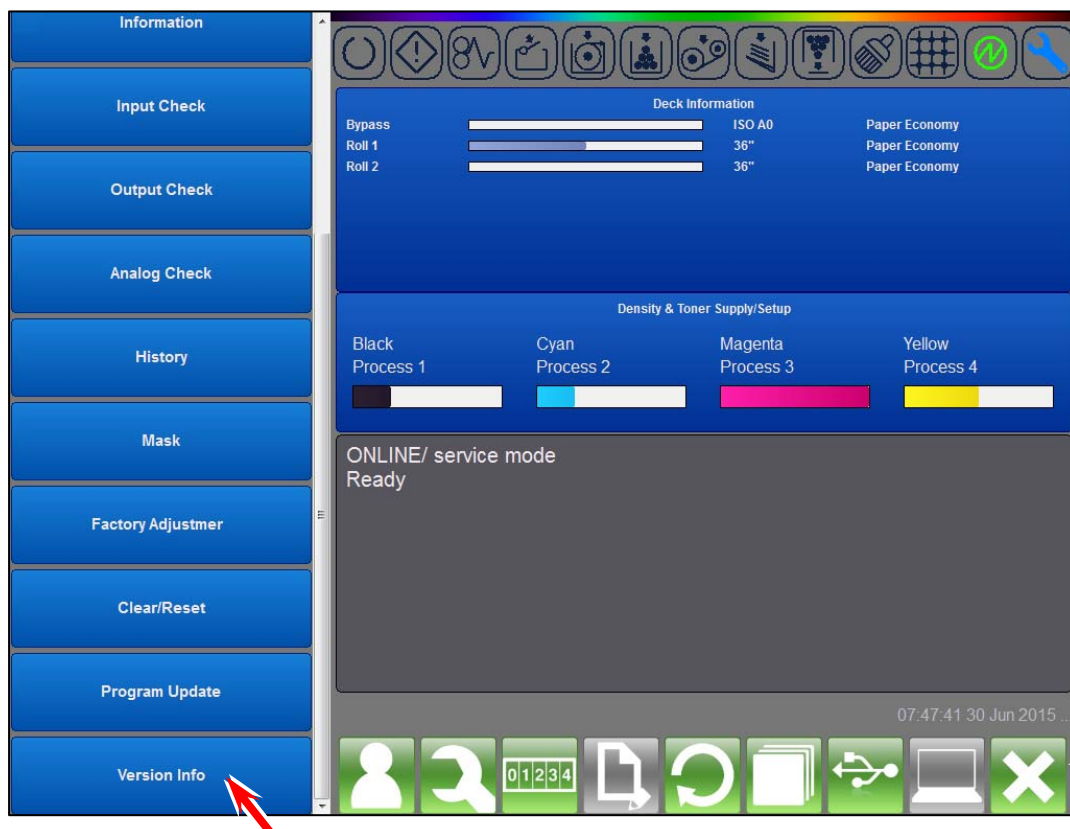 Information
Input Check
Output Check
Analog Check
History
Mask
Factory Adjustmer
Clear/Reset
Program Update
Version Info
Deck Information
Bypass ISO A0 Paper Economy
Roll 1 36" Paper Economy
Roll 2 36" Paper Economy
Density & Toner Supply/Setup
Black Cyan Magenta Yellow
Process 1 Process 2 Process 3 Process 4
ONLINE/ service mode
Ready
07:47:41 30 Jun 2015 ..
01234